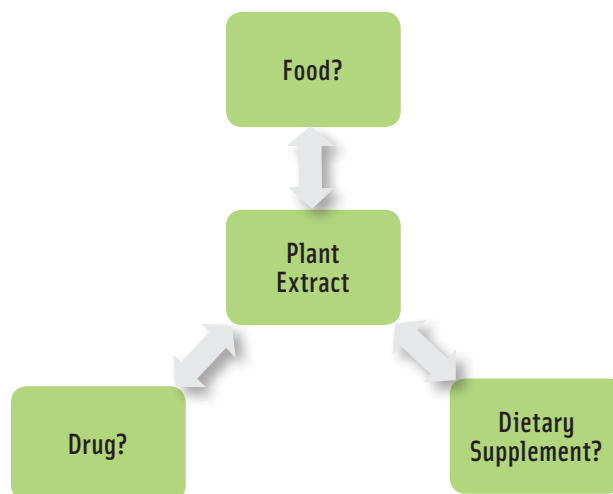 Food?
Plant
Extract
Drug?
Dietary
Supplement?